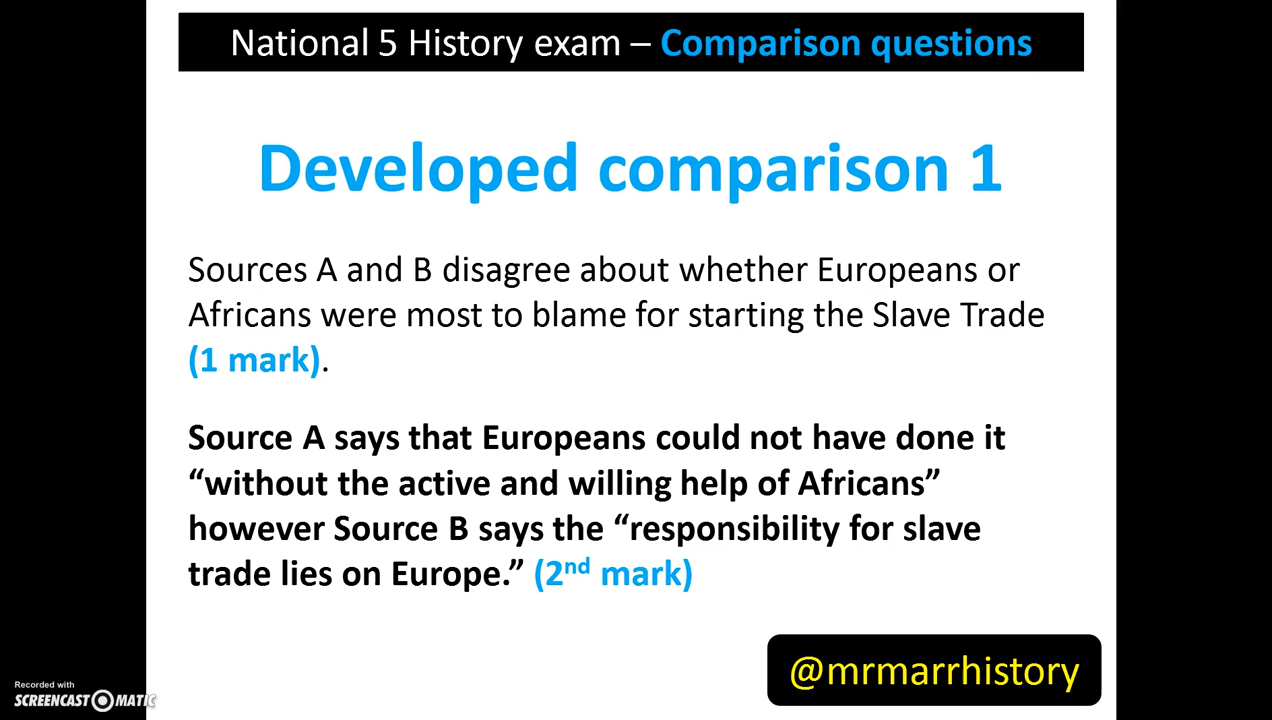 National 5 History exam – Comparison questions
Developed comparison 1
Sources A and B disagree about whether Europeans or
Africans were most to blame for starting the Slave Trade
(1 mark).
Source A says that Europeans could not have done it
“without the active and willing help of Africans”
however Source B says the “responsibility for slave
trade lies on Europe.” (2nd mark)
@mrmarrhistory
Recorded with
SCREENCAST MATIC